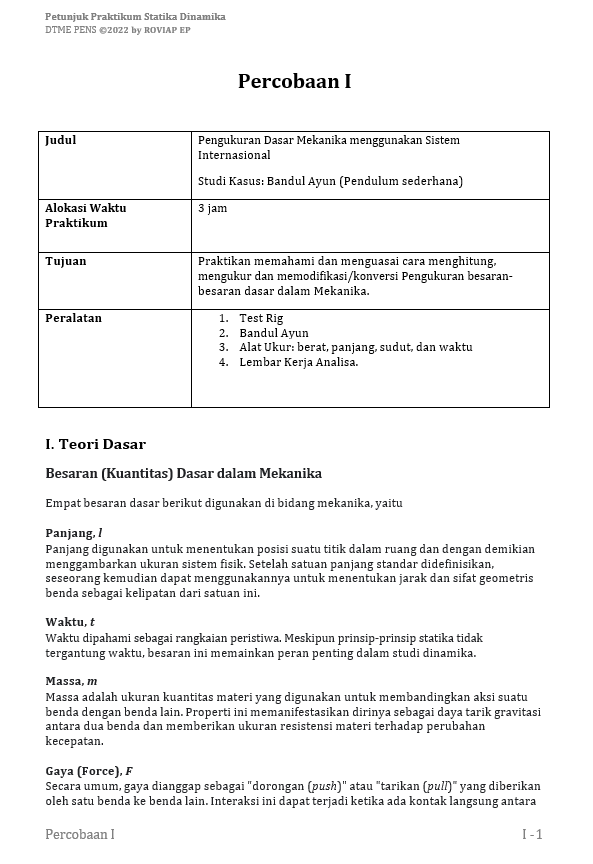 Petunjuk Praktikum Statika Dinamika
DTME PENS ©2022 by ROVIAP EP
Percobaan I
Judul
Pengukuran Dasar Mekanika menggunakan Sistem
Internasional
Studi Kasus: Bandul Ayun (Pendulum sederhana)
Alokasi Waktu
Praktikum
3 jam
Tujuan
Praktikan memahami dan menguasai cara menghitung,
mengukur dan memodifikasi/konversi Pengukuran besaran-
besaran dasar dalam Mekanika.
Peralatan
1. Test Rig
2. Bandul Ayun
3. Alat Ukur: berat, panjang, sudut, dan waktu
4. Lembar Kerja Analisa.
I. Teori Dasar
Besaran (Kuantitas) Dasar dalam Mekanika
Empat besaran dasar berikut digunakan di bidang mekanika, yaitu
Panjang, l
Panjang digunakan untuk menentukan posisi suatu titik dalam ruang dan dengan demikian
menggambarkan ukuran sistem fisik. Setelah satuan panjang standar didefinisikan,
seseorang kemudian dapat menggunakannya untuk menentukan jarak dan sifat geometris
benda sebagai kelipatan dari satuan ini.
Waktu, t
Waktu dipahami sebagai rangkaian peristiwa. Meskipun prinsip-prinsip statika tidak
tergantung waktu, besaran ini memainkan peran penting dalam studi dinamika.
Massa, m
Massa adalah ukuran kuantitas materi yang digunakan untuk membandingkan aksi suatu
benda dengan benda lain. Properti ini memanifestasikan dirinya sebagai daya tarik gravitasi
antara dua benda dan memberikan ukuran resistensi materi terhadap perubahan
kecepatan.
Gaya (Force), F
Secara umum, gaya dianggap sebagai "dorongan (push)" atau "tarikan (pull)" yang diberikan
oleh satu benda ke benda lain. Interaksi ini dapat terjadi ketika ada kontak langsung antara
Percobaan I
I - 1